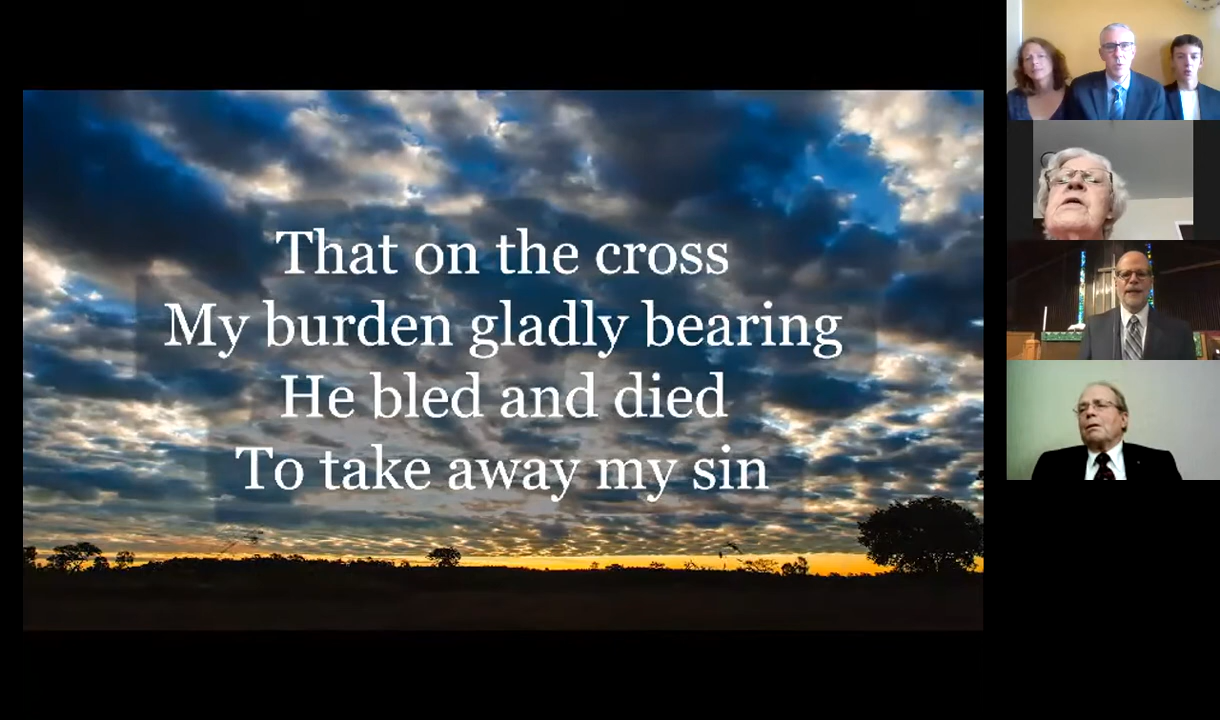 That on the cross
My burden gladly bearing
He bled and died
To take away my sin